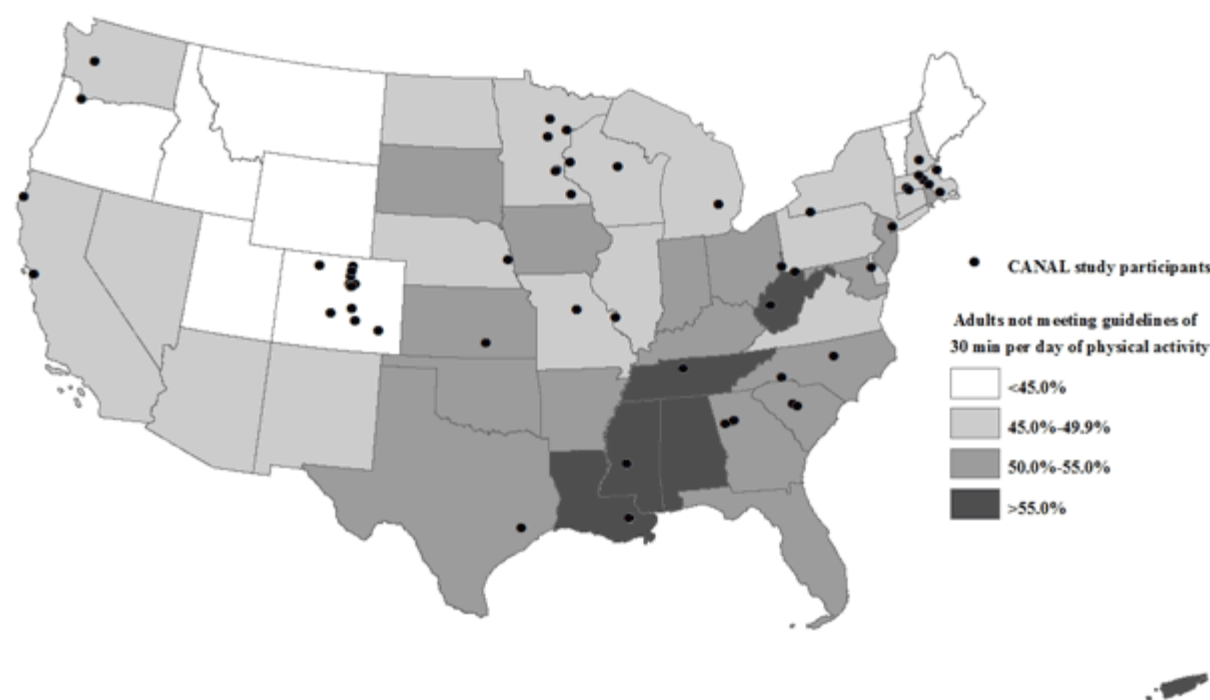 CANAL study participants
Adults not meeting guidelines of
30 min per day of physical activity
<45.0%
45.0%-49.9%
50.0%-55.0%
>55.0%